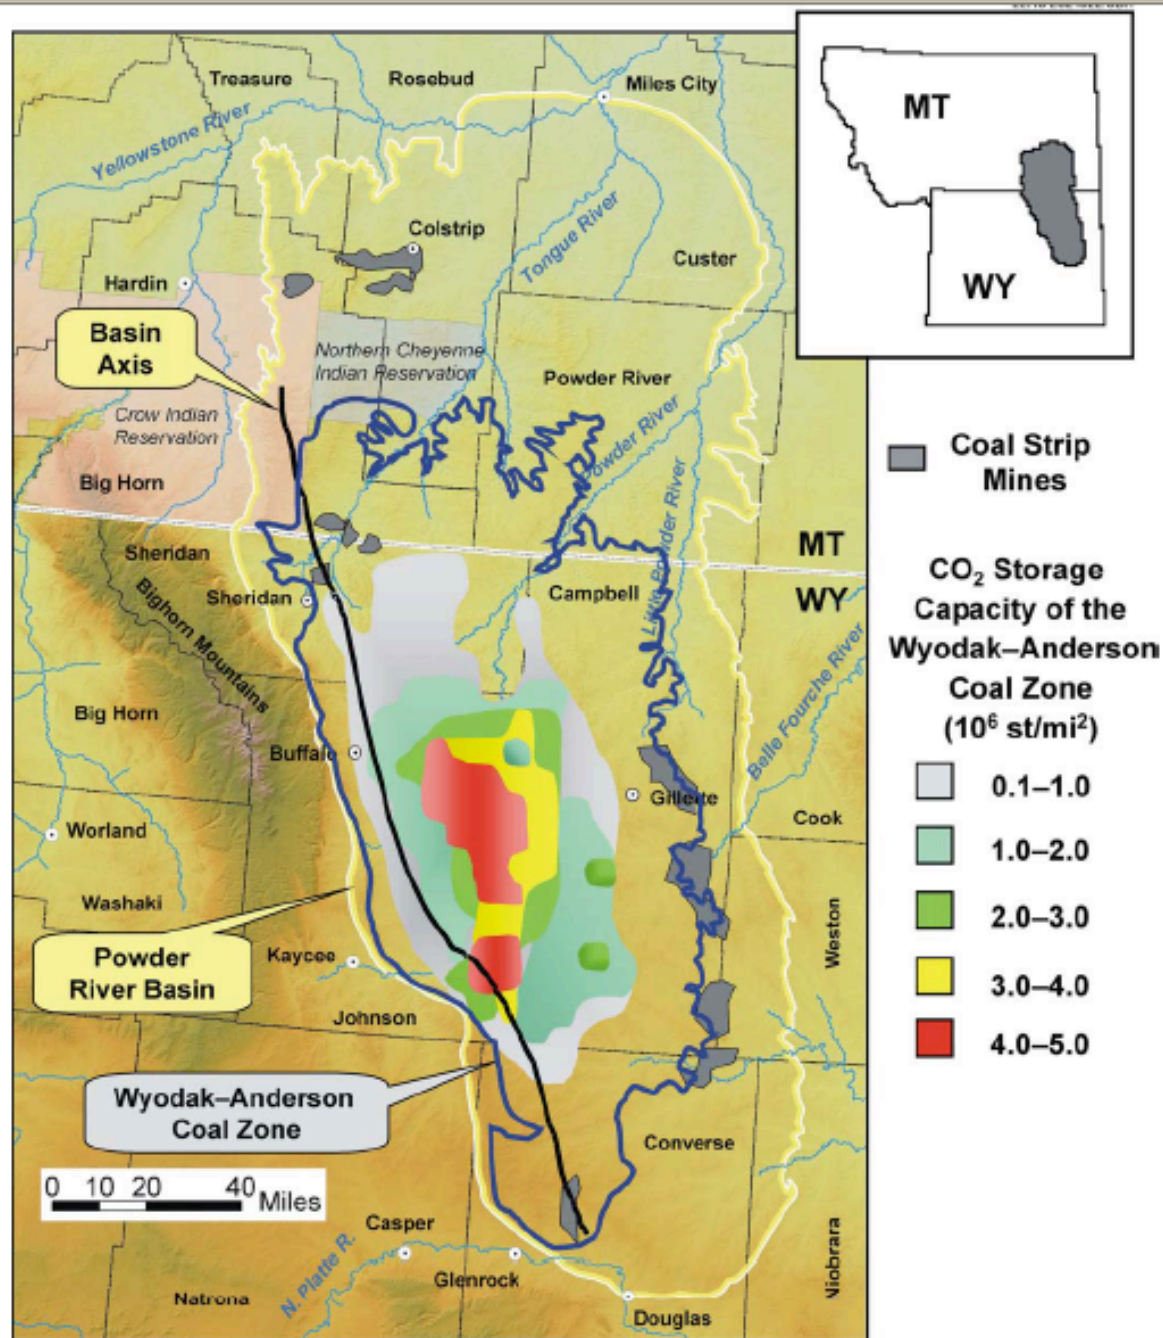 Treasure
Rosebud
Miles City
Yellowstone River
Colstrip
Tongue River
Custer
Hardin
Basin
Axis
Northern Cheyenne
Indian Reservation
Powder River
Crow Indian
Reservation
Powder River
Big Horn
Little Powder River
MT
WY
Sheridan
Sheridan
Campbell
Bighorn Mountains
Belle Fourche River
Big Horn
Buffalo
Gillette
Worland
Cook
Washaki
Weston
Powder
River Basin
Kaycee
Johnson
Wyodak–Anderson
Coal Zone
Converse
0 10 20 40 Miles
Casper
N. Platte R.
Glenrock
Niobrara
Natrona
Douglas
MT
WY
Coal Strip
Mines
CO₂ Storage
Capacity of the
Wyodak–Anderson
Coal Zone
(10⁶ st/mi²)
0.1–1.0
1.0–2.0
2.0–3.0
3.0–4.0
4.0–5.0